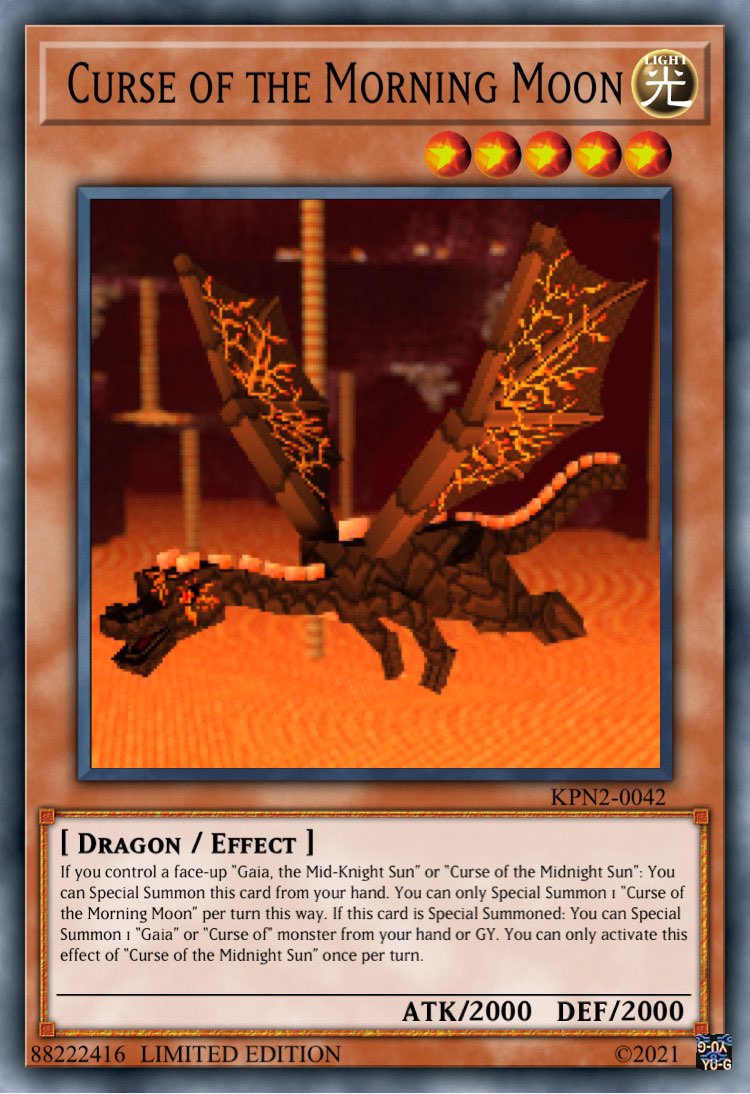 Curse of the Morning Moon
LIGHT
光
KPN2-0042
[ Dragon / Effect ]
If you control a face-up “Gaia, the Mid-Knight Sun” or “Curse of the Midnight Sun”: You
can Special Summon this card from your hand. You can only Special Summon 1 “Curse of
the Morning Moon” per turn this way. If this card is Special Summoned: You can Special
Summon 1 “Gaia” or “Curse of” monster from your hand or GY. You can only activate this
effect of “Curse of the Midnight Sun” once per turn.
ATK/2000 DEF/2000
88222416 LIMITED EDITION
©2021
YU-G
YU-G